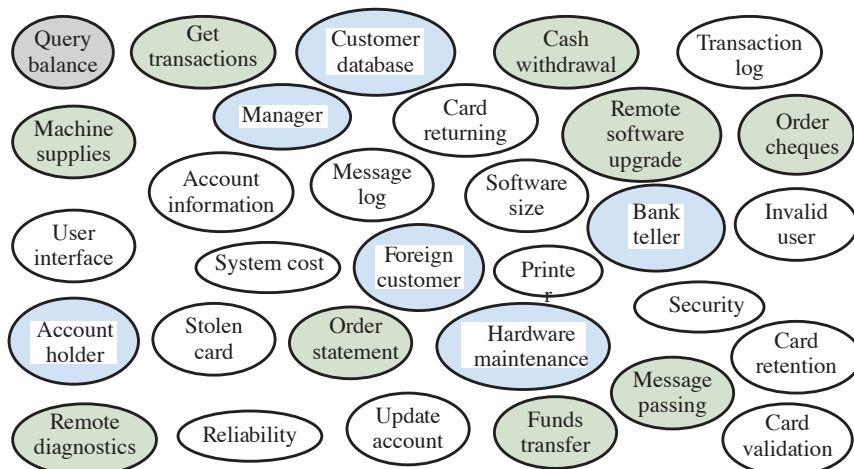 Query
balance
Get
transactions
Customer
database
Cash
withdrawal
Transaction
log
Manager
Card
returning
Machine
supplies
Remote
software
upgrade
Order
cheques
Account
information
Message
log
Software
size
Bank
teller
Invalid
user
User
interface
System cost
Foreign
customer
Printe
r
Security
Account
holder
Stolen
card
Order
statement
Hardware
maintenance
Card
retention
Message
passing
Remote
diagnostics
Reliability
Update
account
Funds
transfer
Card
validation